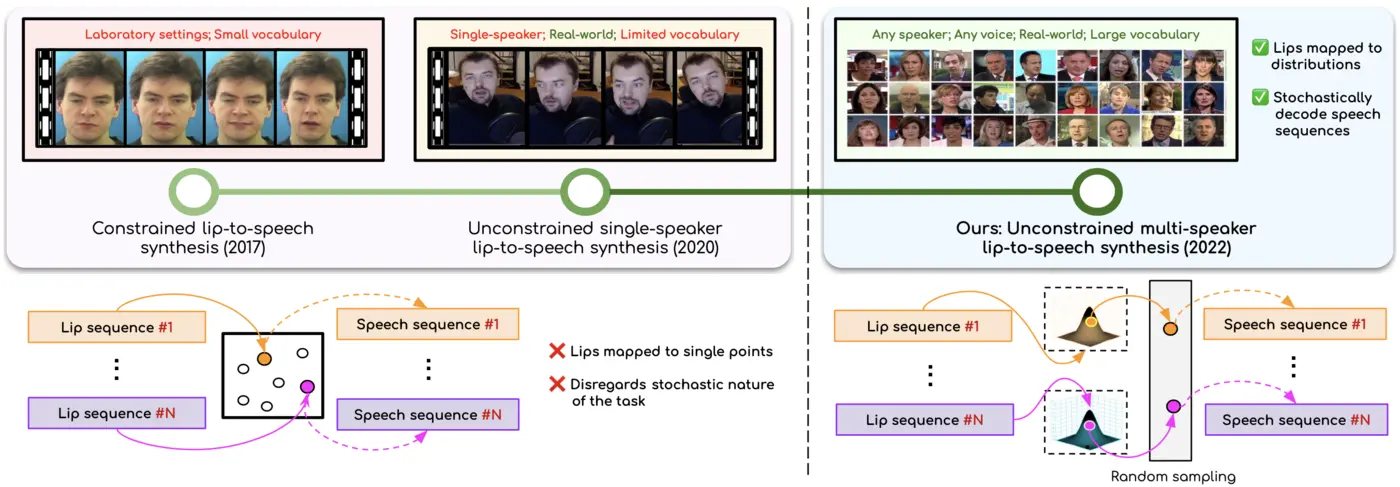 Laboratory settings; Small vocabulary
Single-speaker; Real-world; Limited vocabulary
Any speaker; Any voice; Real-world; Large vocabulary
Lips mapped to
distributions
Stochastically
decode speech
sequences
Constrained lip-to-speech
synthesis (2017)
Unconstrained single-speaker
lip-to-speech synthesis (2020)
Ours: Unconstrained multi-speaker
lip-to-speech synthesis (2022)
Lip sequence #1
Speech sequence #1
Lip sequence #N
Speech sequence #N
Lips mapped to single points
Disregards stochastic nature
of the task
Lip sequence #1
Speech sequence #1
Lip sequence #N
Speech sequence #N
Random sampling